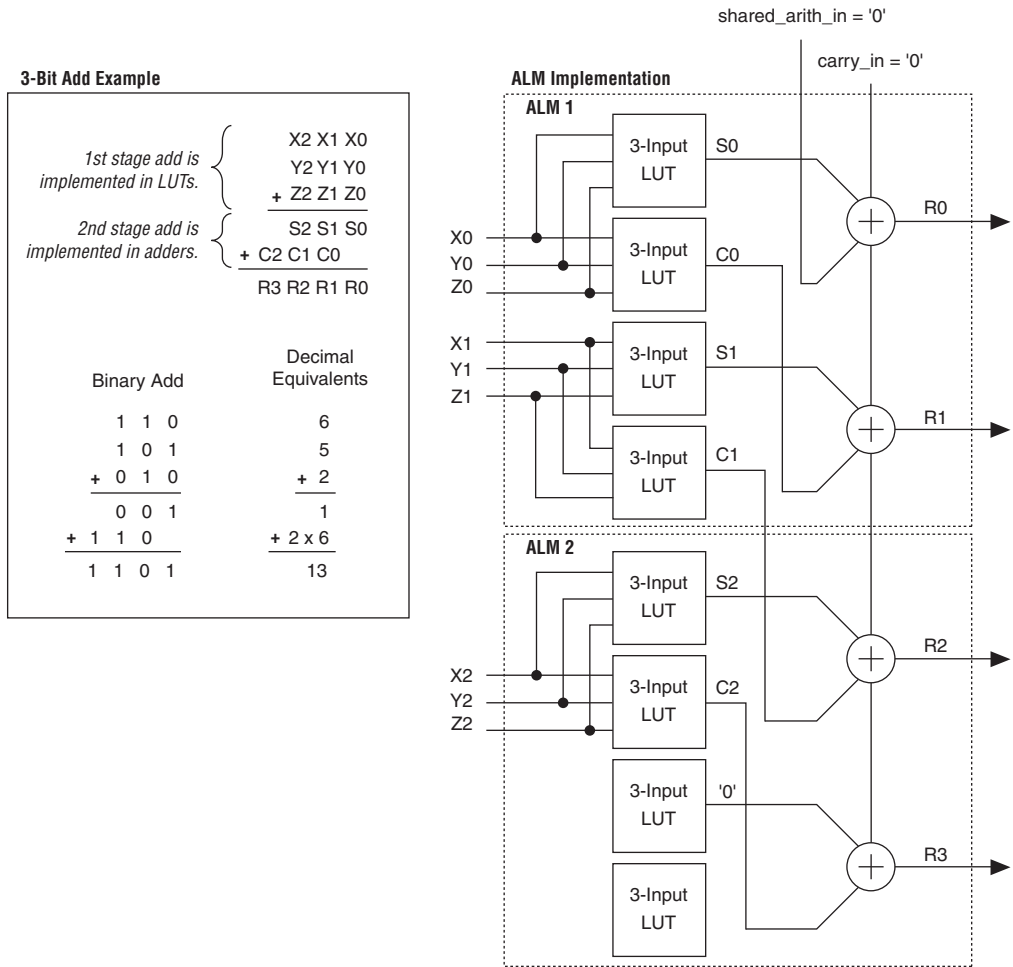 shared_arith_in = '0'
carry_in = '0'
3-Bit Add Example
1st stage add is
implemented in LUTs.
X2 X1 X0
Y2 Y1 Y0
+ Z2 Z1 Z0
2nd stage add is
implemented in adders.
S2 S1 S0
+ C2 C1 C0
R3 R2 R1 R0
Binary Add
1 1 0
1 0 1
+ 0 1 0
0 0 1
+ 1 1 0
1 1 0 1
Decimal
Equivalents
6
5
+ 2
1
+ 2 x 6
13
ALM Implementation
ALM 1
3-Input
LUT
S0
R0
X0
Y0
Z0
3-Input
LUT
C0
X1
Y1
Z1
3-Input
LUT
S1
R1
3-Input
LUT
C1
ALM 2
3-Input
LUT
S2
R2
X2
Y2
Z2
3-Input
LUT
C2
3-Input
LUT
'0'
R3
3-Input
LUT